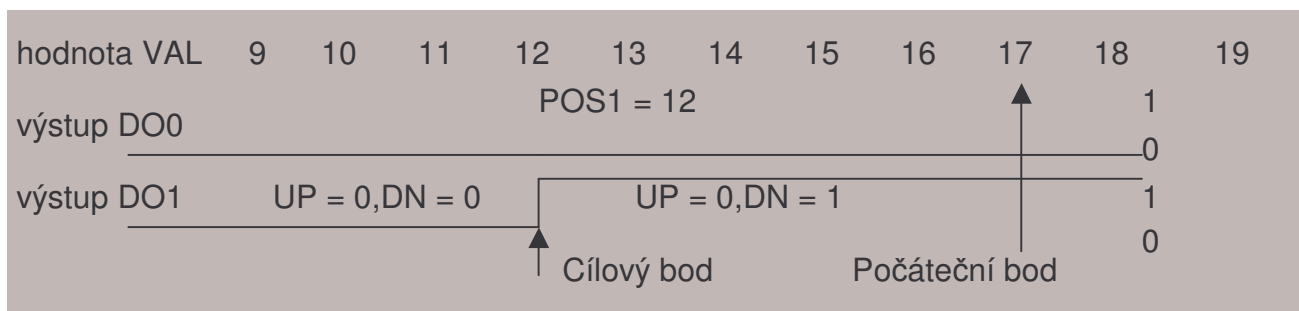 hodnota VAL 9 10 11 12 13 14 15 16 17 18 19
POS1 = 12 1
výstup DO0
0
výstup DO1 UP = 0,DN = 0 UP = 0,DN = 1 1
0
Cílový bod Počáteční bod